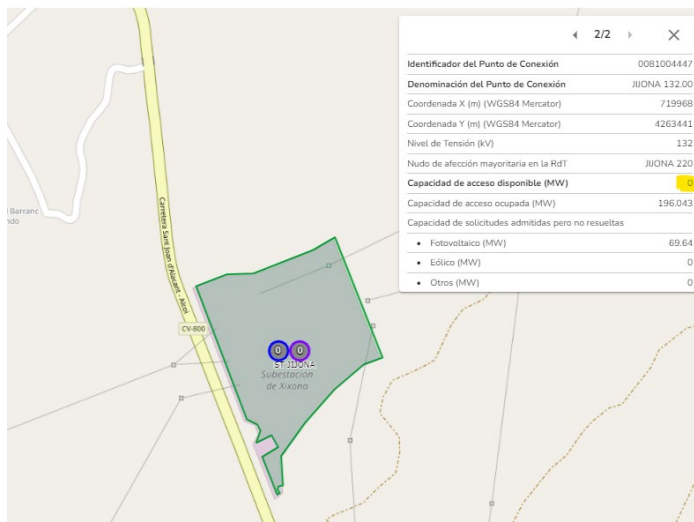 2/2
Identificador del Punto de Conexión 0081004447
Denominación del Punto de Conexión JIJONA 132.00
Coordenada X (m) (WGS84 Mercator) 719968
Coordenada Y (m) (WGS84 Mercator) 4263441
Nivel de Tensión (kV) 132
Nudo de afección mayoritaria en la RdT JIJONA 220
Capacidad de acceso disponible (MW) 0
Capacidad de acceso ocupada (MW) 196.043
Capacidad de solicitudes admitidas pero no resueltas
• Fotovoltaico (MW) 69.64
• Eólico (MW) 0
• Otros (MW) 0
Barranc
Carretera Sant Joan d'Alacant - Alcoi
CV-800
0 0
ST JIJONA
Subestación
de Xixona